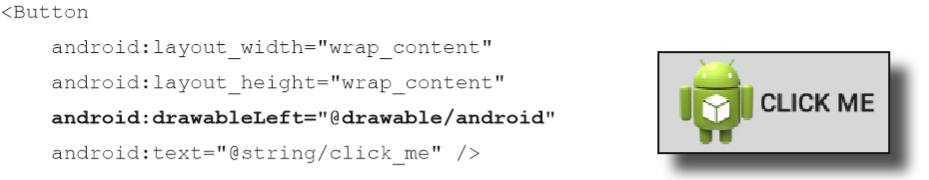 <Button
android:layout_width="wrap_content"
android:layout_height="wrap_content"
android:drawableLeft="@drawable/android"
android:text="@string/click_me" />
CLICK ME